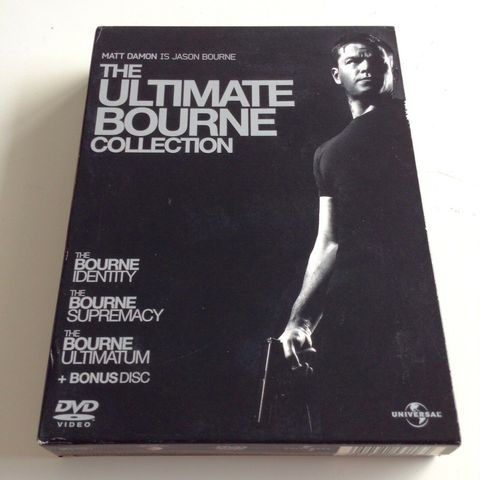 MATT DAMON IS JASON BOURNE
THE
ULTIMATE
BOURNE
COLLECTION
THE
BOURNE
IDENTITY
THE
BOURNE
SUPREMACY
THE
BOURNE
ULTIMATUM
+ BONUS DISC
DVD
VIDEO
UNIVERSAL